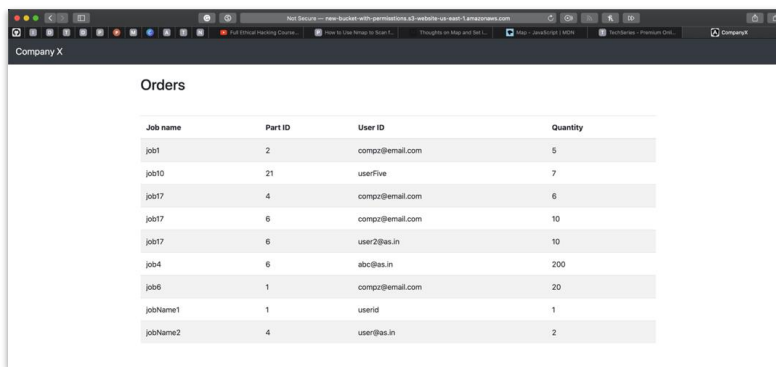 Not Secure — new-bucket-with-permisstions.s3-website-us-east-1.amazonaws.com
Full Ethical Hacking Course... How to Use Nmap to Scan f... Thoughts on Map and Set i... Map - JavaScript | MDN TechSeries - Premium Onli... CompanyX
Company X
Orders
Job name Part ID User ID Quantity
job1 2 compz@email.com 5
job10 21 userFive 7
job17 4 compz@email.com 6
job17 6 compz@email.com 10
job17 6 user2@as.in 10
job4 6 abc@as.in 200
job6 1 compz@email.com 20
jobName1 1 userid 1
jobName2 4 user@as.in 2